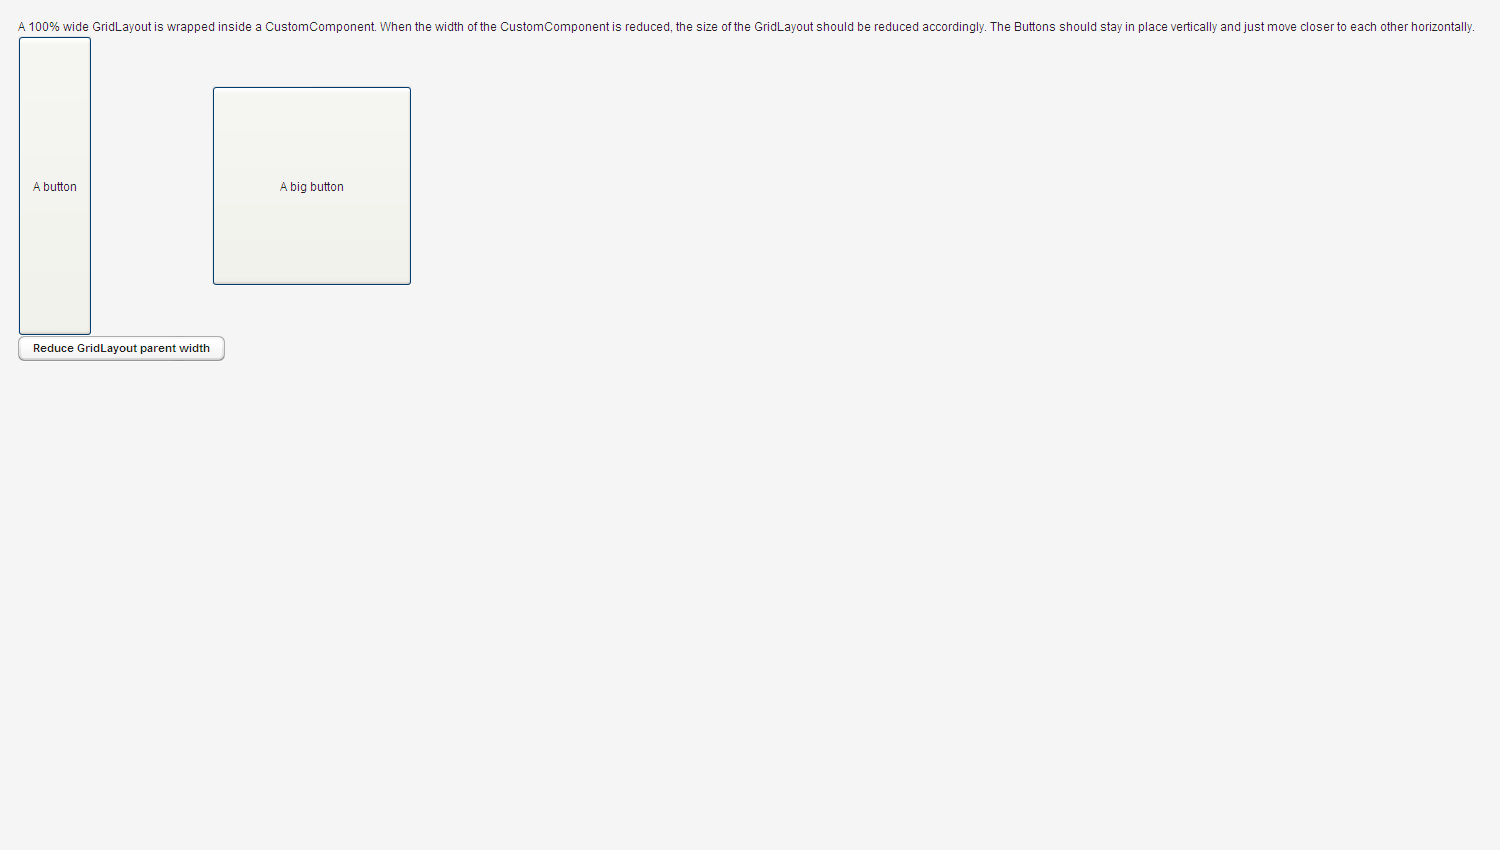 A 100% wide GridLayout is wrapped inside a CustomComponent. When the width of the CustomComponent is reduced, the size of the GridLayout should be reduced accordingly. The Buttons should stay in place vertically and just move closer to each other horizontally.
A button
A big button
Reduce GridLayout parent width